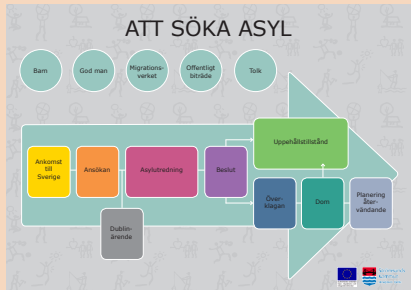 ATT SÖKA ASYL
Barn
God man
Migrations-
verket
Offentligt
biträde
Tolk
Uppehållstillstånd
Ankomst
till
Sverige
Ansökan
Asylutredning
Beslut
Över-
klagan
Dom
Planering
åter-
vändande
Dublin-
ärende